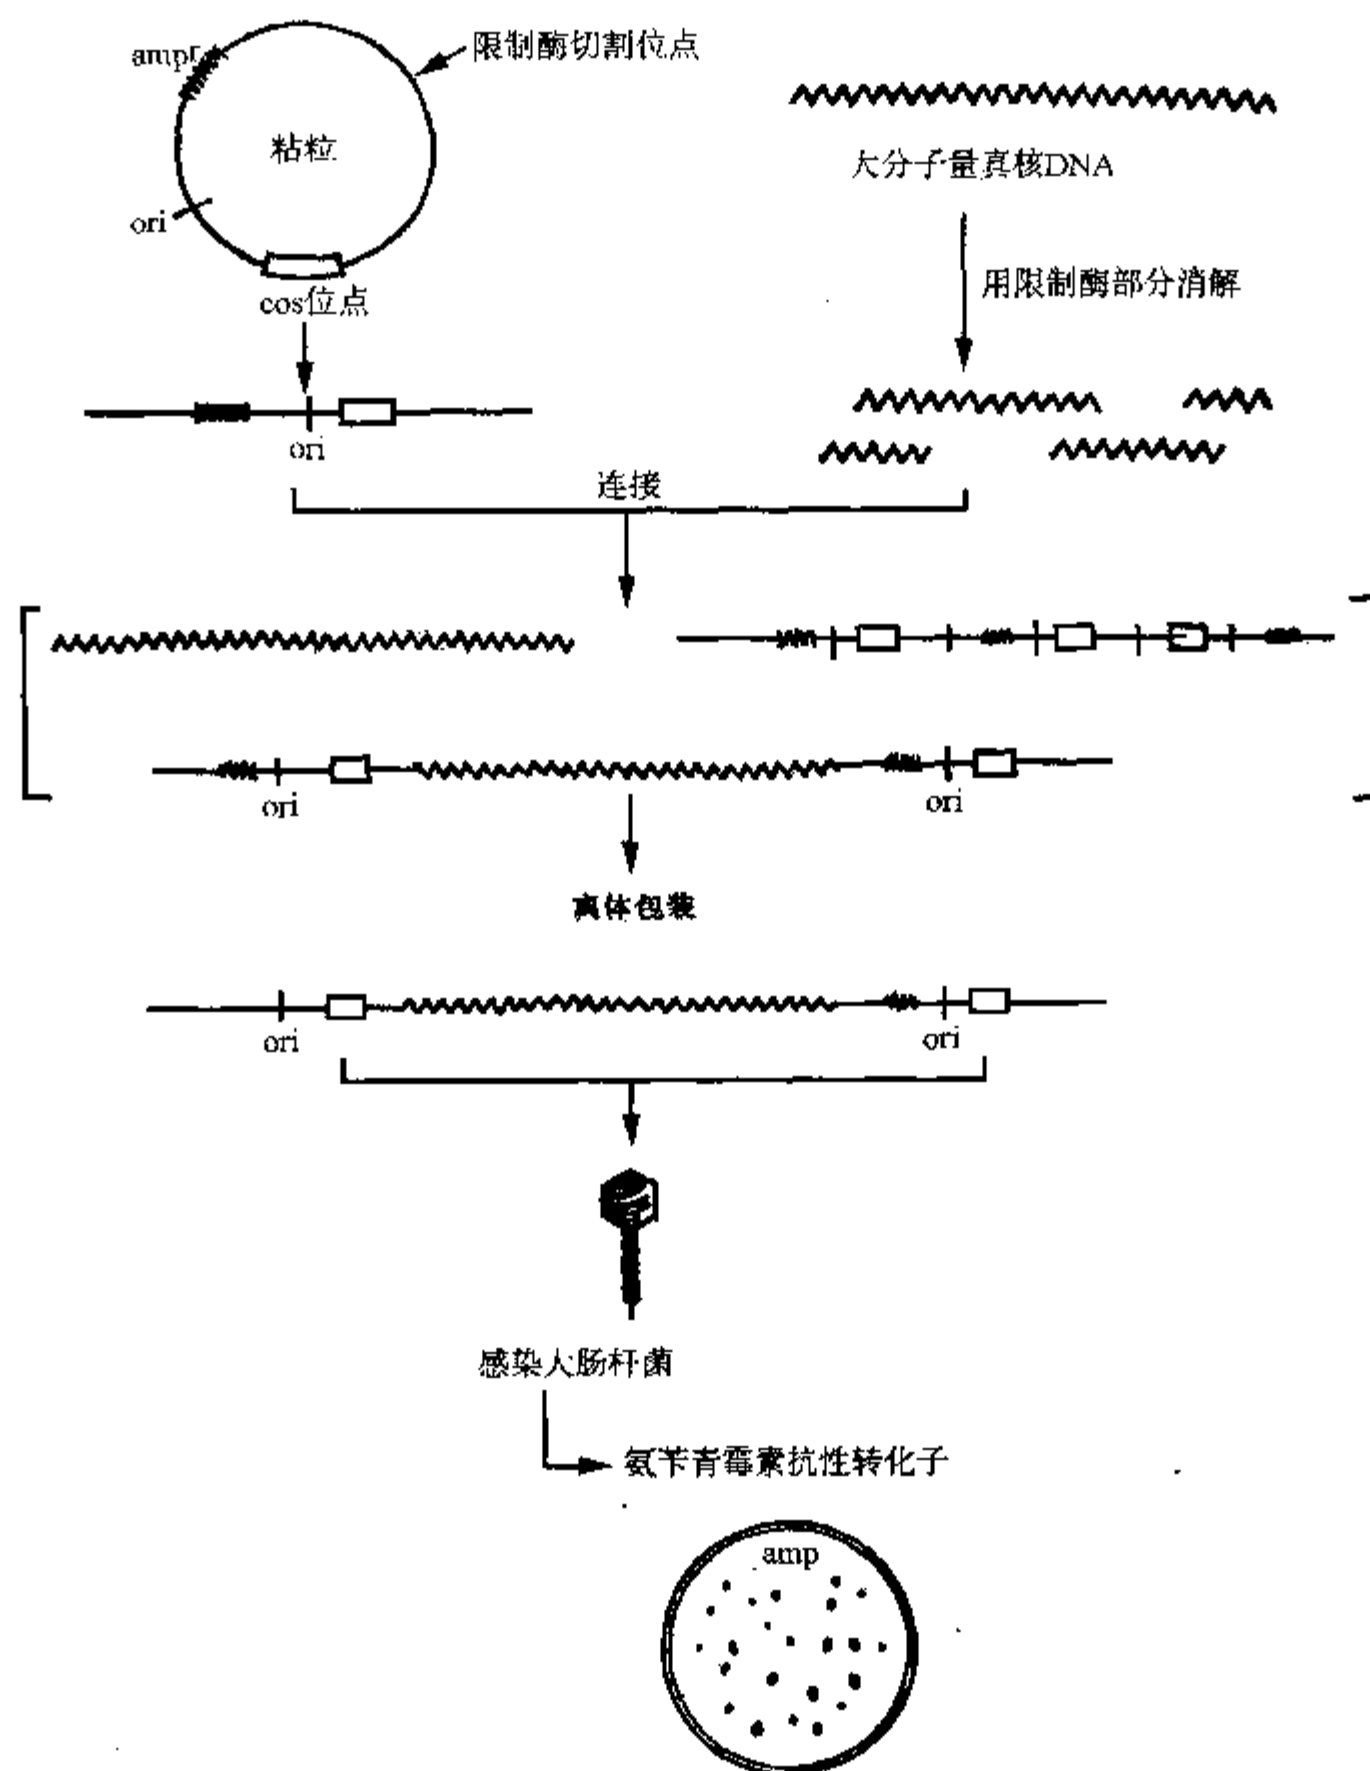 ampr
限制酶切割位点
粘粒
大分子量真核DNA
ori
用限制酶部分消解
cos位点
ori
连接
ori
ori
离体包装
ori
ori
感染大肠杆菌
氨苄青霉素抗性转化子
amp